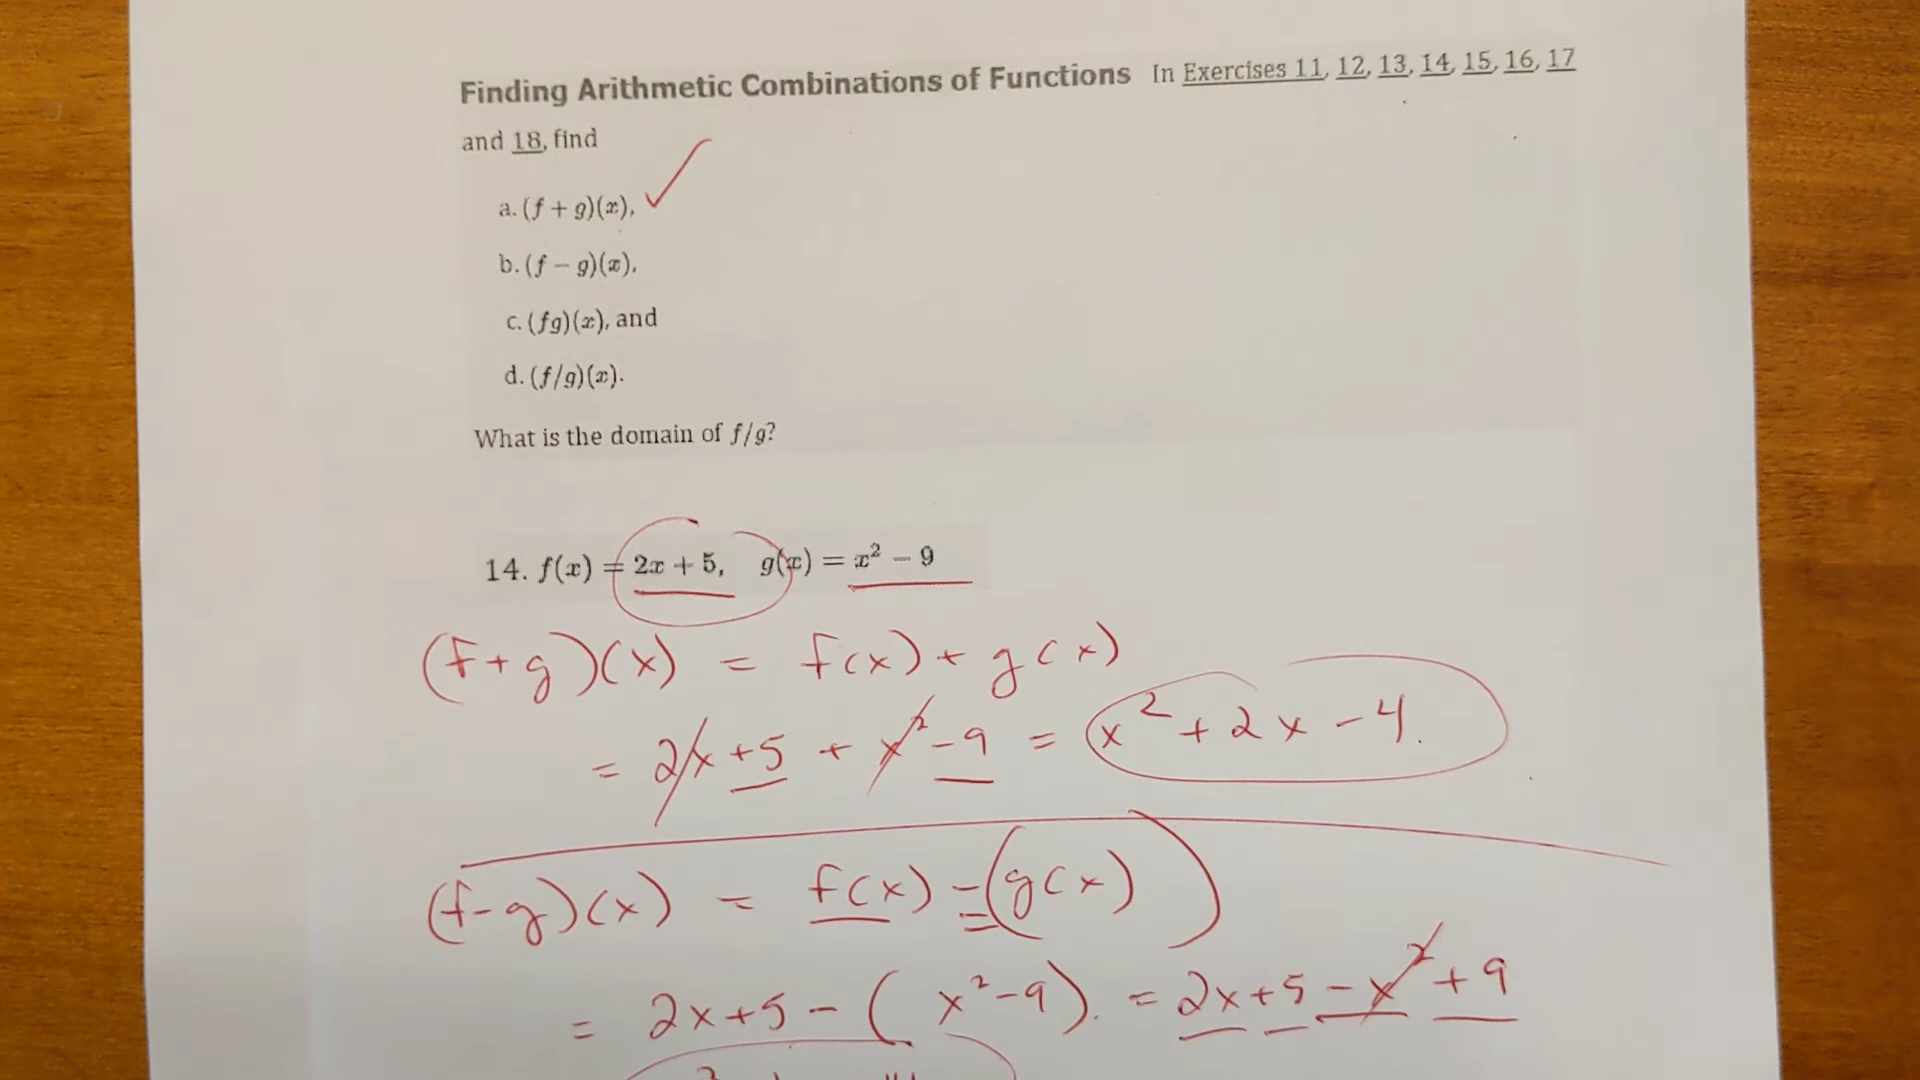 Finding Arithmetic Combinations of Functions In Exercises 11, 12, 13, 14, 15, 16, 17
and 18, find
a. (f + g)(x),
b. (f − g)(x),
c. (fg)(x), and
d. (f/g)(x).
What is the domain of f/g?
14. f(x) = 2x + 5, g(x) = x² − 9
(f+g)(x) = f(x) + g(x)
= 2x+5 + x²-9 = x²+2x-4.
(f-g)(x) = f(x) - (g(x))
= 2x+5 - (x²-9). = 2x+5-x²+9